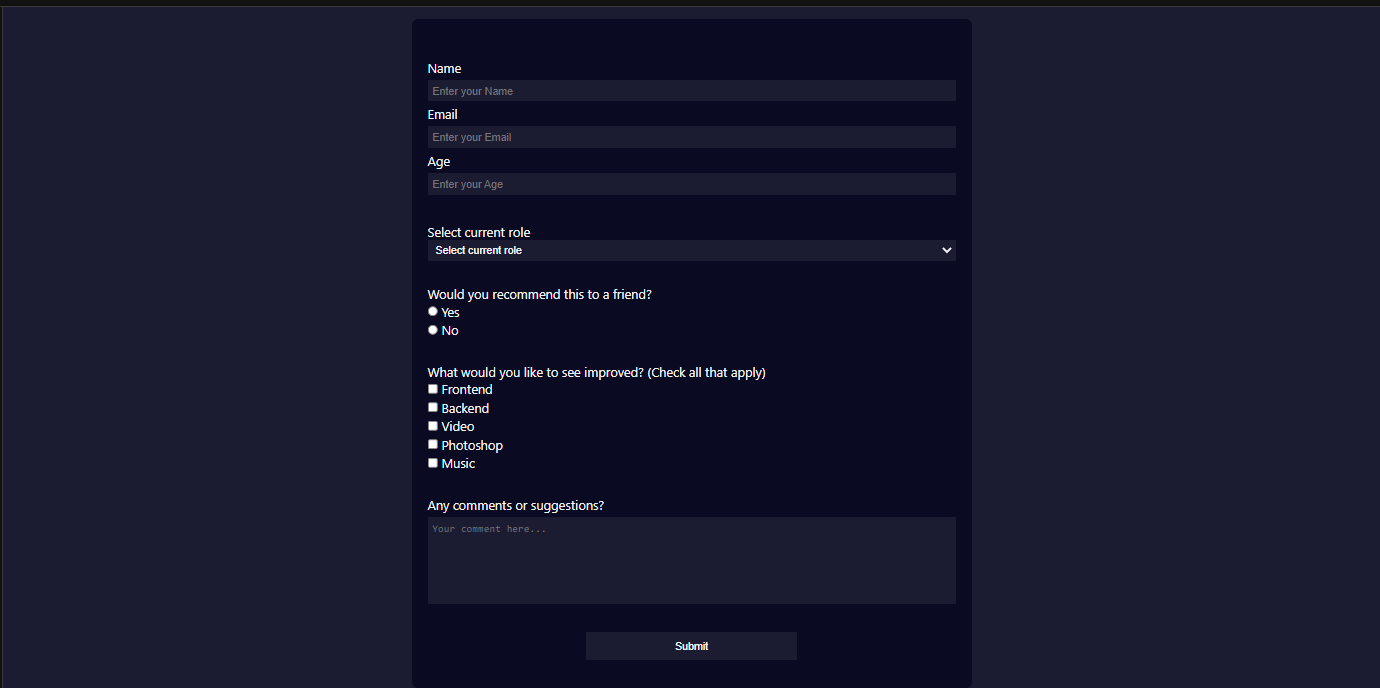 Name
Enter your Name
Email
Enter your Email
Age
Enter your Age
Select current role
Select current role
Would you recommend this to a friend?
Yes
No
What would you like to see improved? (Check all that apply)
Frontend
Backend
Video
Photoshop
Music
Any comments or suggestions?
Your comment here...
Submit